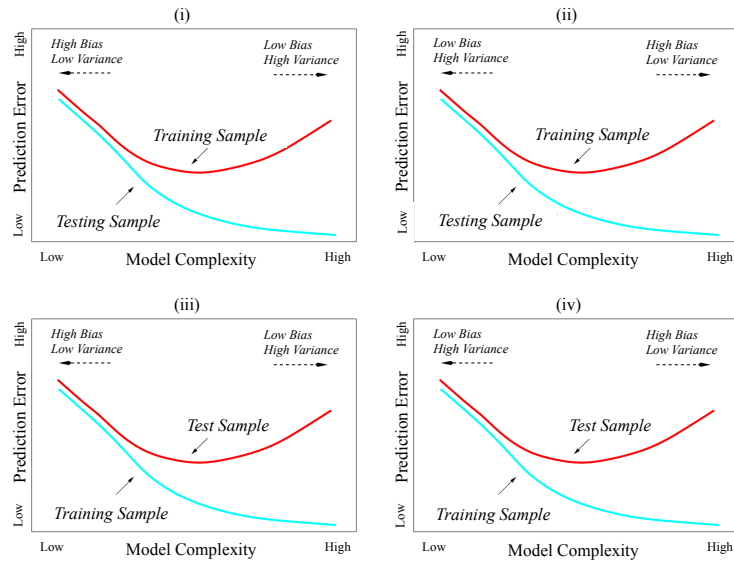 (i)
High
High Bias
Low Variance
Low Bias
High Variance
Prediction Error
Training Sample
Testing Sample
Low
Low
Model Complexity
High
(ii)
High
Low Bias
High Variance
High Bias
Low Variance
Prediction Error
Training Sample
Testing Sample
Low
Low
Model Complexity
High
(iii)
High
High Bias
Low Variance
Low Bias
High Variance
Prediction Error
Test Sample
Training Sample
Low
Low
Model Complexity
High
(iv)
High
Low Bias
High Variance
High Bias
Low Variance
Prediction Error
Test Sample
Training Sample
Low
Low
Model Complexity
High